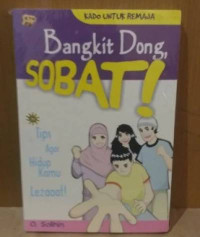 KADO UNTUK REMAJA
Bangkit Dong,
SOBAT!
Tips
Agar
Hidup
Kamu
Lezaaat!
O. Solihin